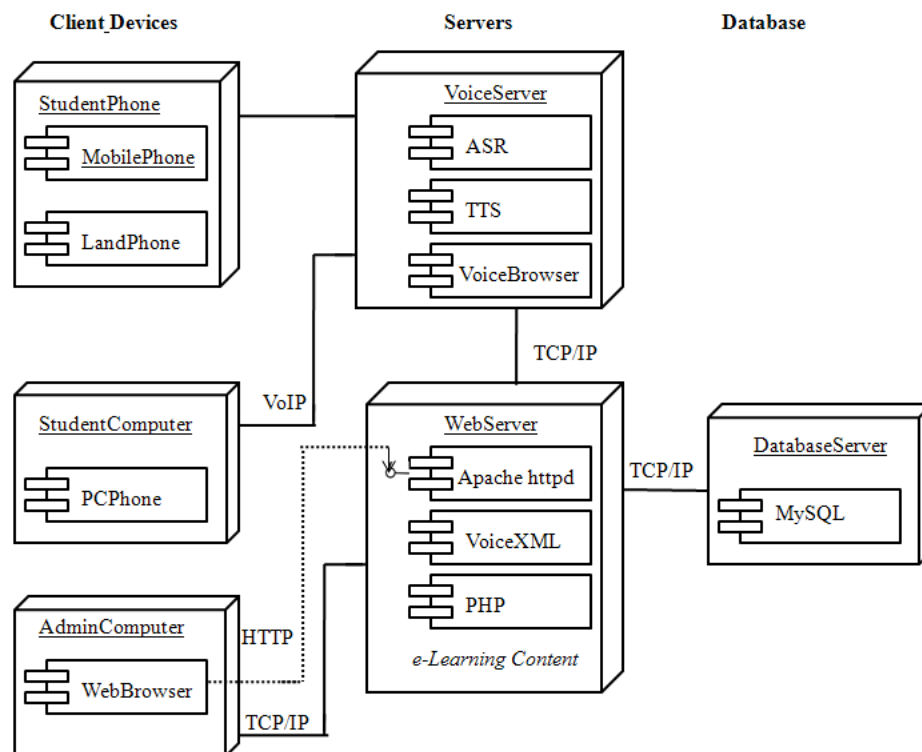 Client_Devices
Servers
Database
StudentPhone
MobilePhone
LandPhone
VoiceServer
ASR
TTS
VoiceBrowser
TCP/IP
VoIP
StudentComputer
PCPhone
WebServer
Apache httpd
VoiceXML
PHP
e-Learning Content
TCP/IP
DatabaseServer
MySQL
AdminComputer
WebBrowser
HTTP
TCP/IP